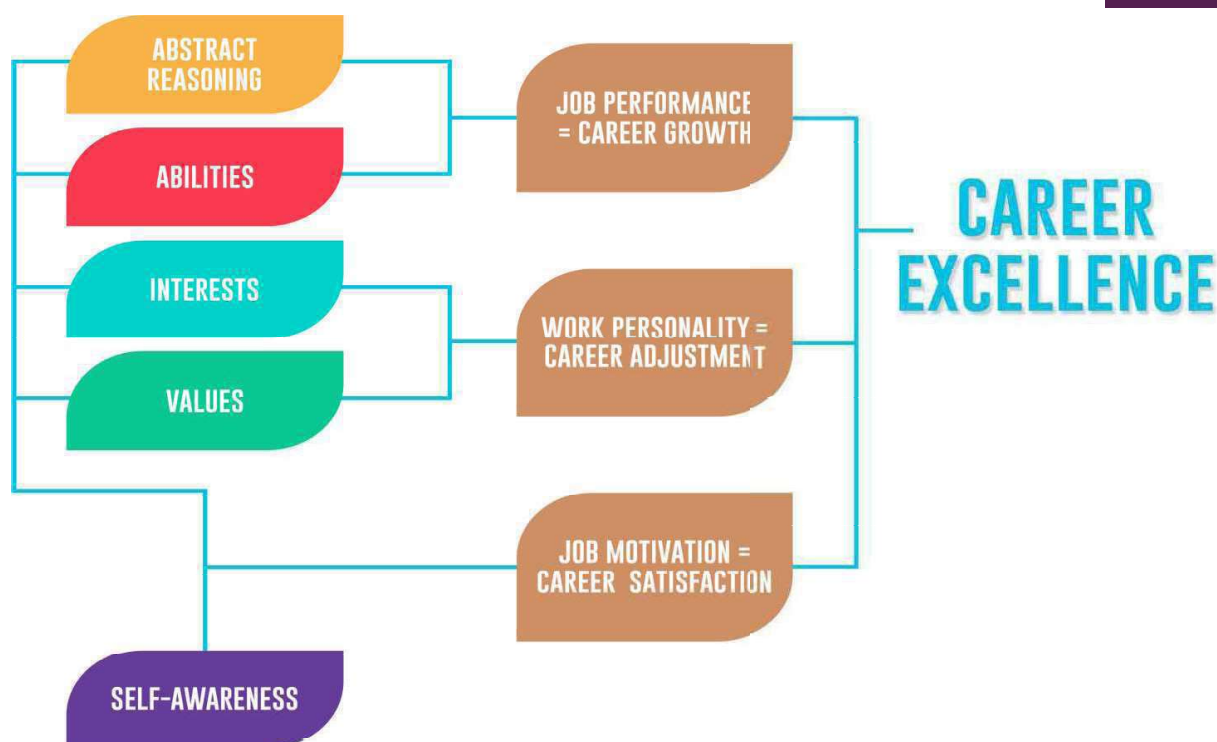 ABSTRACT
REASONING
ABILITIES
INTERESTS
VALUES
SELF-AWARENESS
JOB PERFORMANCE
= CAREER GROWTH
WORK PERSONALITY =
CAREER ADJUSTMENT
JOB MOTIVATION =
CAREER SATISFACTION
CAREER
EXCELLENCE